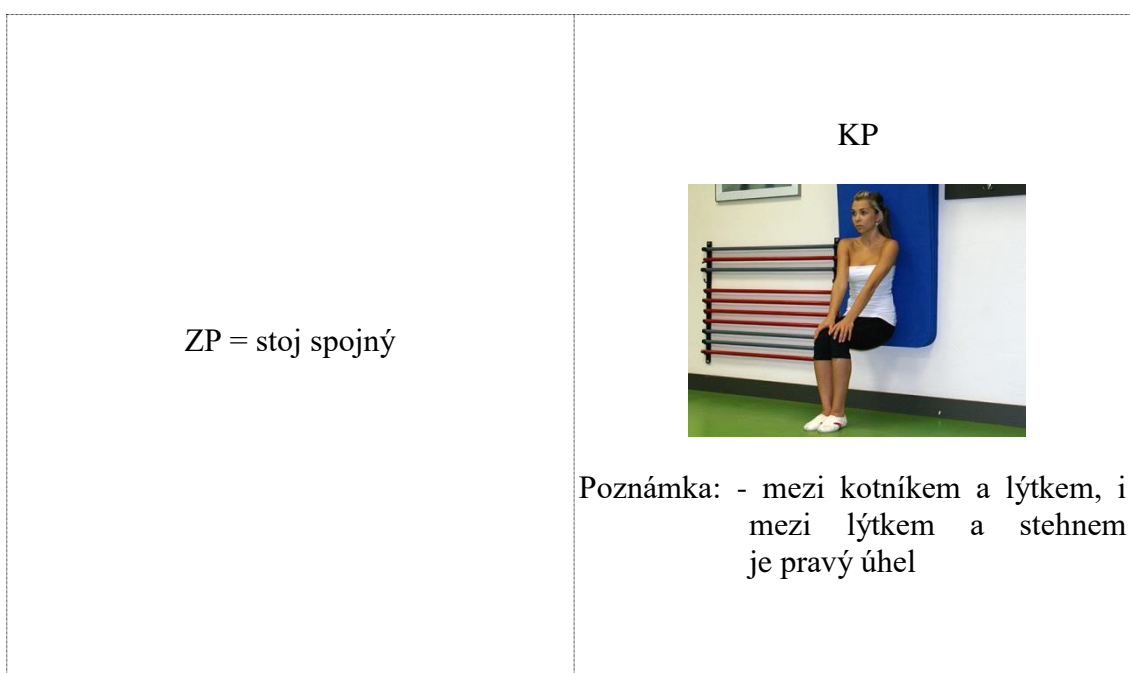 ZP = stoj spojný
KP
Poznámka: - mezi kotníkem a lýtkem, i
mezi lýtkem a stehnem
je pravý úhel